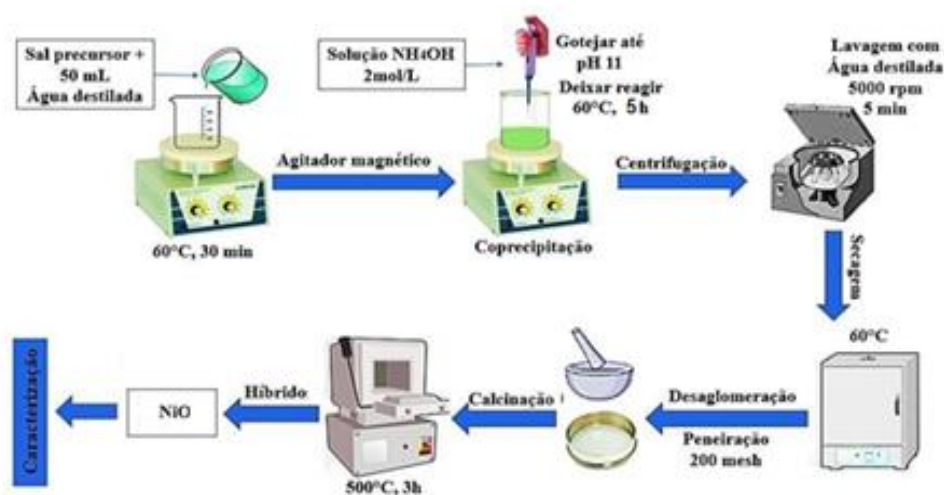 Sal precursor +
50 mL
Água destilada
60°C, 30 min
Agitador magnético
Solução NH4OH
2mol/L
Gotejar até
pH 11
Deixar reagir
60°C, 5 h
Coprecipitação
Centrifugação
Lavagem com
Água destilada
5000 rpm
5 min
Secagem
60°C
Desaglomeração
Peneiração
200 mesh
Calcinação
500°C, 3h
Híbrido
NiO
Caracterização